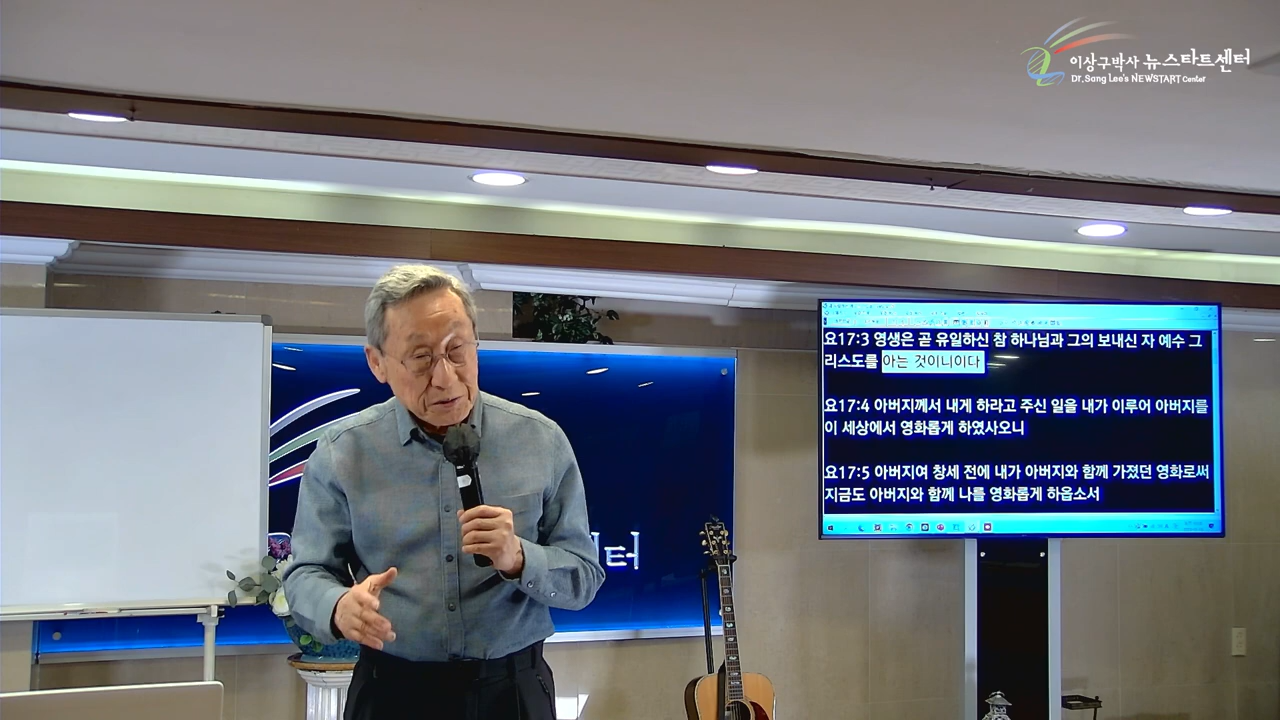 이상구박사 뉴스타트센터
Dr. Sang Lee's NEWSTART Center
요17:3 영생은 곧 유일하신 참 하나님과 그의 보내신 자 예수 그
리스도를 아는 것이니이다
요17:4 아버지께서 내게 하라고 주신 일을 내가 이루어 아버지를
이 세상에서 영화롭게 하였사오니
요17:5 아버지여 창세 전에 내가 아버지와 함께 가졌던 영화로써
지금도 아버지와 함께 나를 영화롭게 하옵소서
터